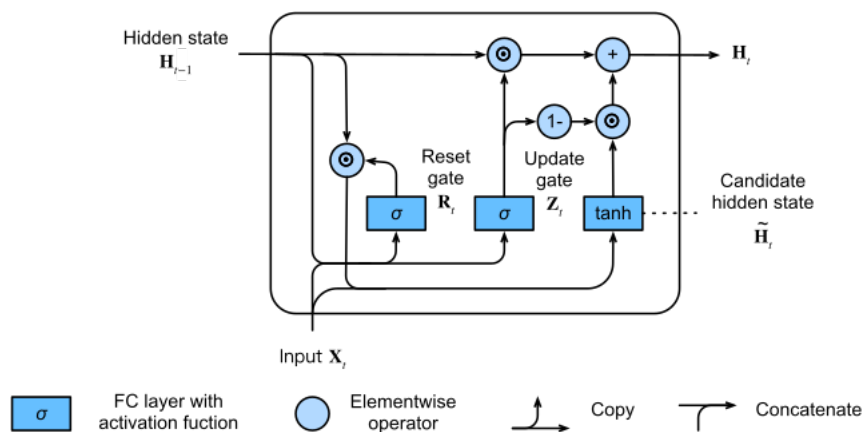 Hidden state
H_{t-1}
H_t
+
1-
Reset
gate
R_t
Update
gate
Z_t
σ
σ
tanh
Candidate
hidden state
H̃_t
Input X_t
σ
FC layer with
activation fuction
Elementwise
operator
Copy
Concatenate